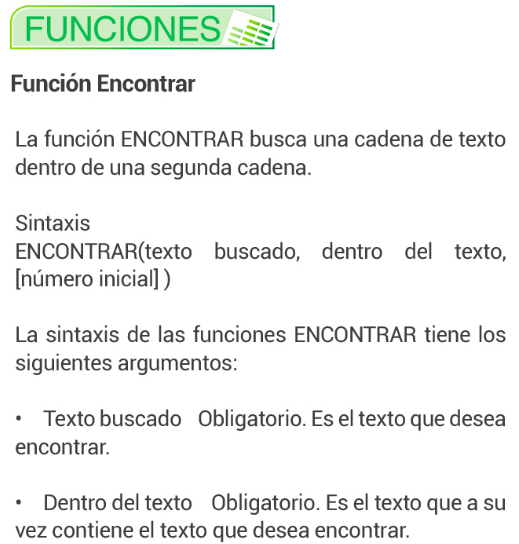 FUNCIONES
Función Encontrar
La función ENCONTRAR busca una cadena de texto
dentro de una segunda cadena.
Sintaxis
ENCONTRAR(texto buscado, dentro del texto,
[número inicial] )
La sintaxis de las funciones ENCONTRAR tiene los
siguientes argumentos:
• Texto buscado Obligatorio. Es el texto que desea
encontrar.
• Dentro del texto Obligatorio. Es el texto que a su
vez contiene el texto que desea encontrar.